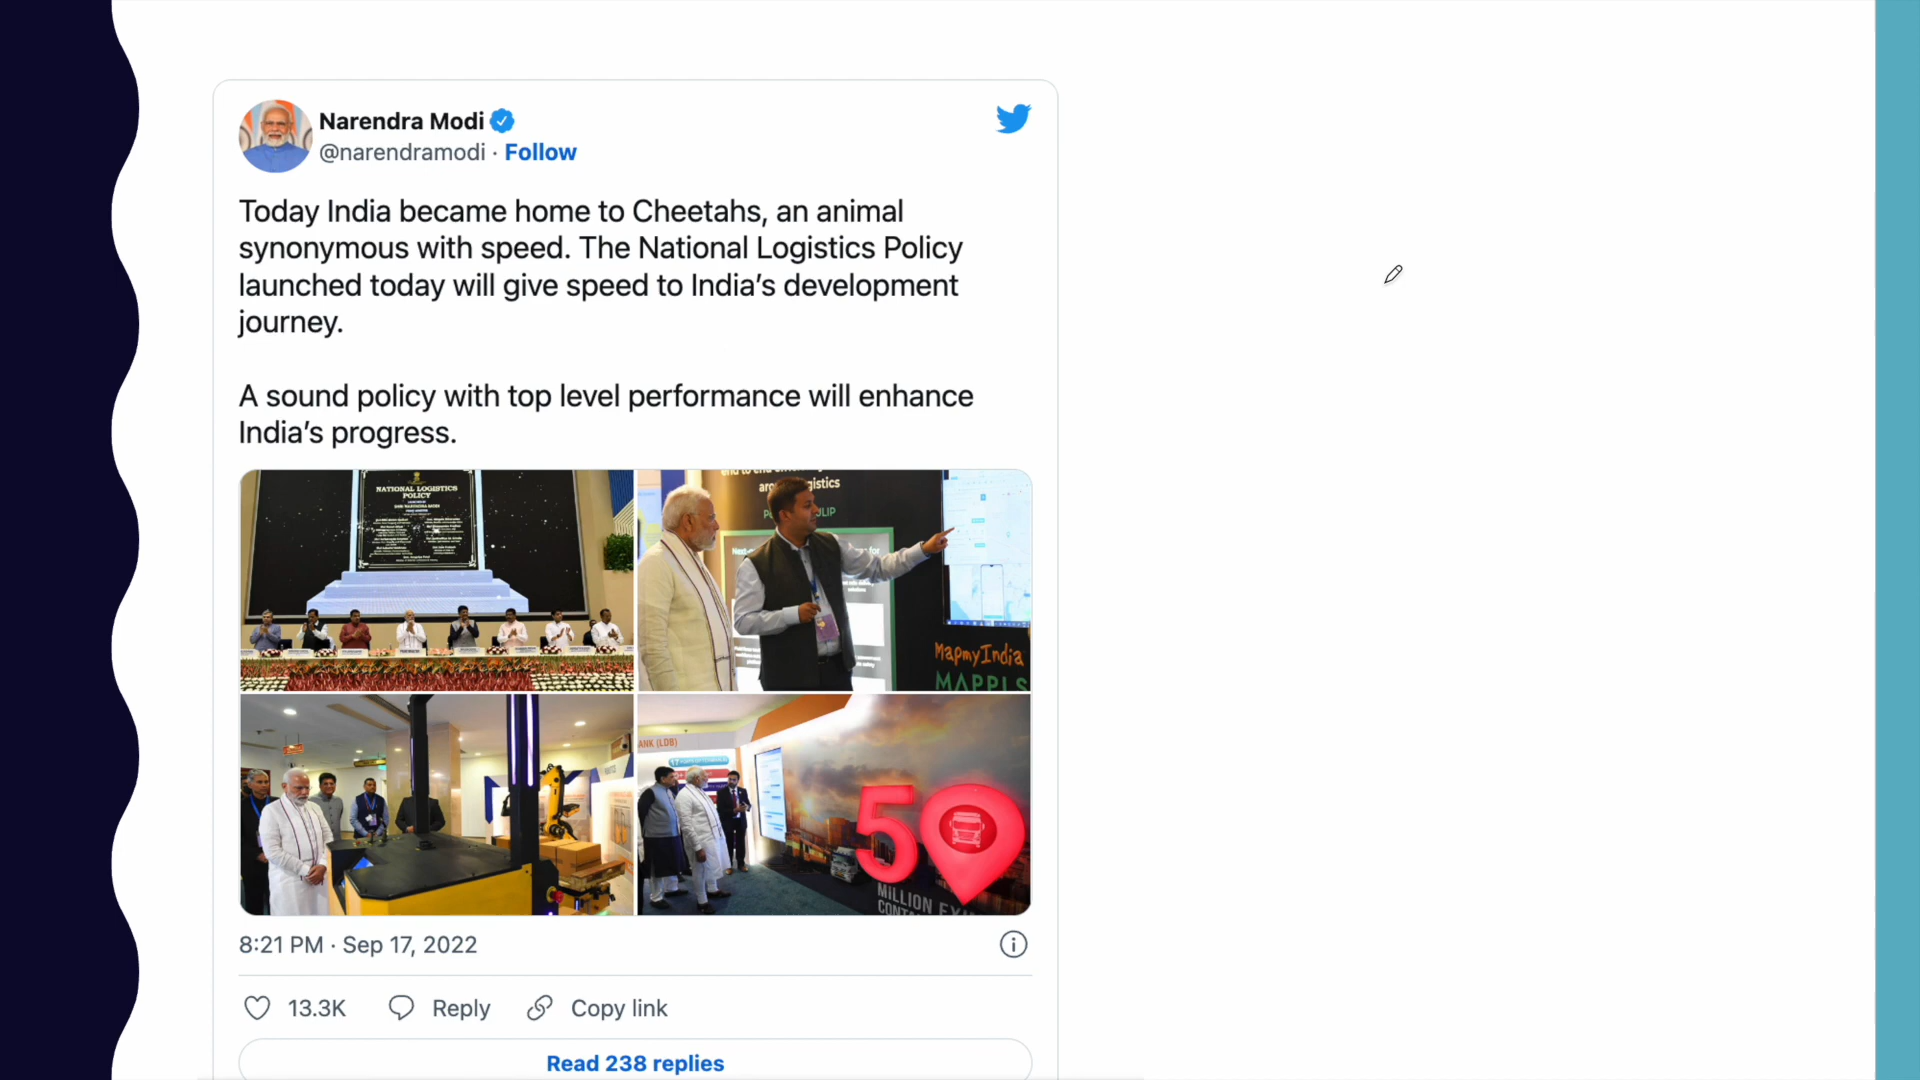 Narendra Modi
@narendramodi · Follow
Today India became home to Cheetahs, an animal
synonymous with speed. The National Logistics Policy
launched today will give speed to India’s development
journey.
A sound policy with top level performance will enhance
India’s progress.
NATIONAL LOGISTICS
POLICY
MapmyIndia
MAPPLS
ANK (LDB)
50
MILLION
8:21 PM · Sep 17, 2022
13.3K
Reply
Copy link
Read 238 replies